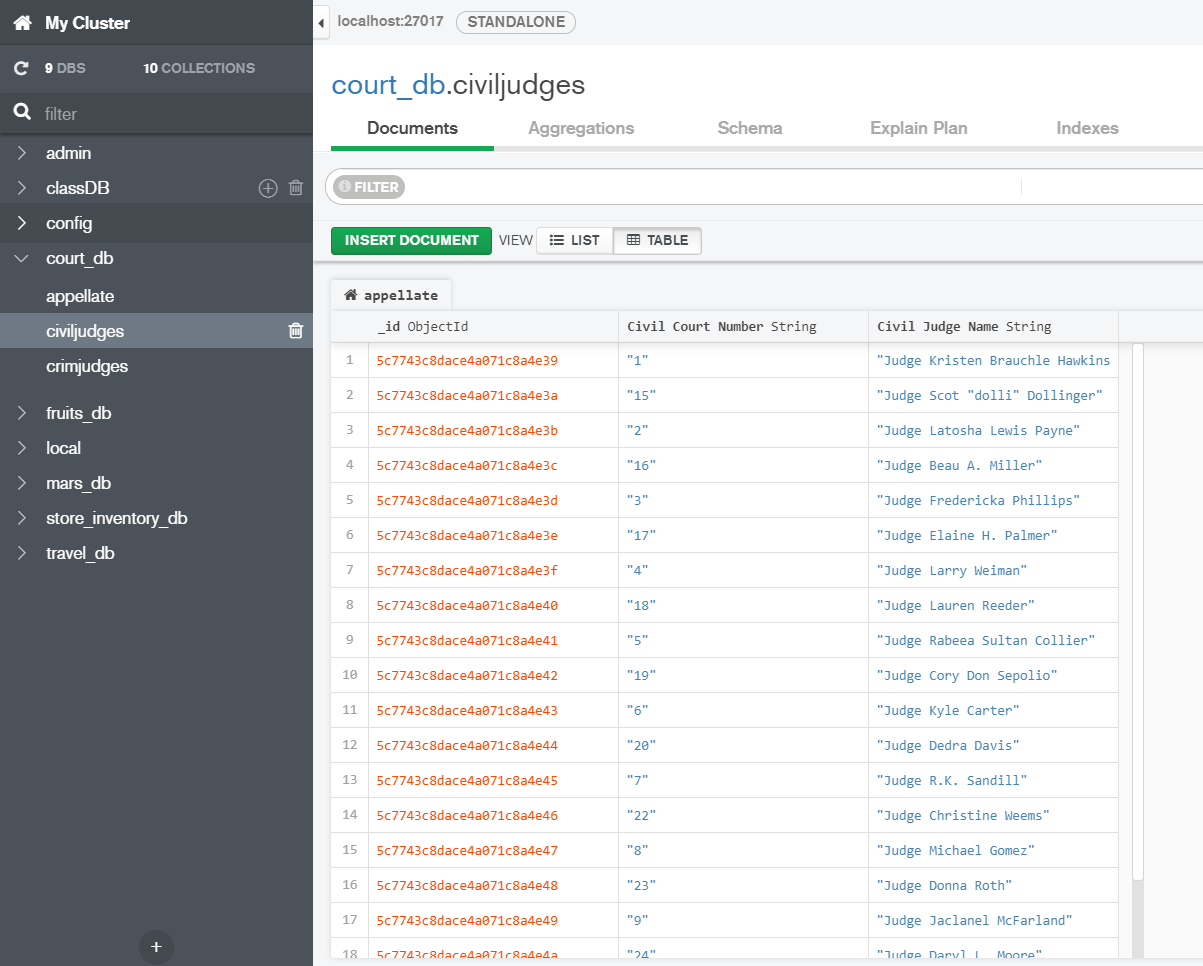 My Cluster
9 DBS 10 COLLECTIONS
filter
admin
classDB
config
court_db
appellate
civiljudges
crimjudges
fruits_db
local
mars_db
store_inventory_db
travel_db
+
localhost:27017 STANDALONE
court_db.civiljudges
Documents Aggregations Schema Explain Plan Indexes
FILTER
INSERT DOCUMENT VIEW LIST TABLE
appellate
_id ObjectId Civil Court Number String Civil Judge Name String
1 5c7743c8dace4a071c8a4e39 "1" "Judge Kristen Brauchle Hawkins
2 5c7743c8dace4a071c8a4e3a "15" "Judge Scot "dolli" Dollinger"
3 5c7743c8dace4a071c8a4e3b "2" "Judge Latosha Lewis Payne"
4 5c7743c8dace4a071c8a4e3c "16" "Judge Beau A. Miller"
5 5c7743c8dace4a071c8a4e3d "3" "Judge Fredericka Phillips"
6 5c7743c8dace4a071c8a4e3e "17" "Judge Elaine H. Palmer"
7 5c7743c8dace4a071c8a4e3f "4" "Judge Larry Weiman"
8 5c7743c8dace4a071c8a4e40 "18" "Judge Lauren Reeder"
9 5c7743c8dace4a071c8a4e41 "5" "Judge Rabeea Sultan Collier"
10 5c7743c8dace4a071c8a4e42 "19" "Judge Cory Don Sepolio"
11 5c7743c8dace4a071c8a4e43 "6" "Judge Kyle Carter"
12 5c7743c8dace4a071c8a4e44 "20" "Judge Dedra Davis"
13 5c7743c8dace4a071c8a4e45 "7" "Judge R.K. Sandill"
14 5c7743c8dace4a071c8a4e46 "22" "Judge Christine Weems"
15 5c7743c8dace4a071c8a4e47 "8" "Judge Michael Gomez"
16 5c7743c8dace4a071c8a4e48 "23" "Judge Donna Roth"
17 5c7743c8dace4a071c8a4e49 "9" "Judge Jaclanel McFarland"
18 5c7743c8dace4a071c8a4e4a "24" "Judge Daryl L. Moore"